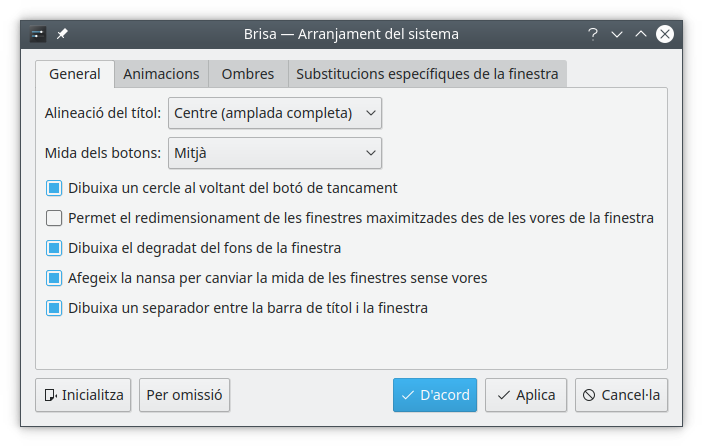 Brisa — Arranjament del sistema
General
Animacions
Ombres
Substitucions específiques de la finestra
Alineació del títol:
Centre (amplada completa)
Mida dels botons:
Mitjà
Dibuixa un cercle al voltant del botó de tancament
Permet el redimensionament de les finestres maximitzades des de les vores de la finestra
Dibuixa el degradat del fons de la finestra
Afegeix la nansa per canviar la mida de les finestres sense vores
Dibuixa un separador entre la barra de títol i la finestra
Inicialitza
Per omissió
D'acord
Aplica
Cancel·la